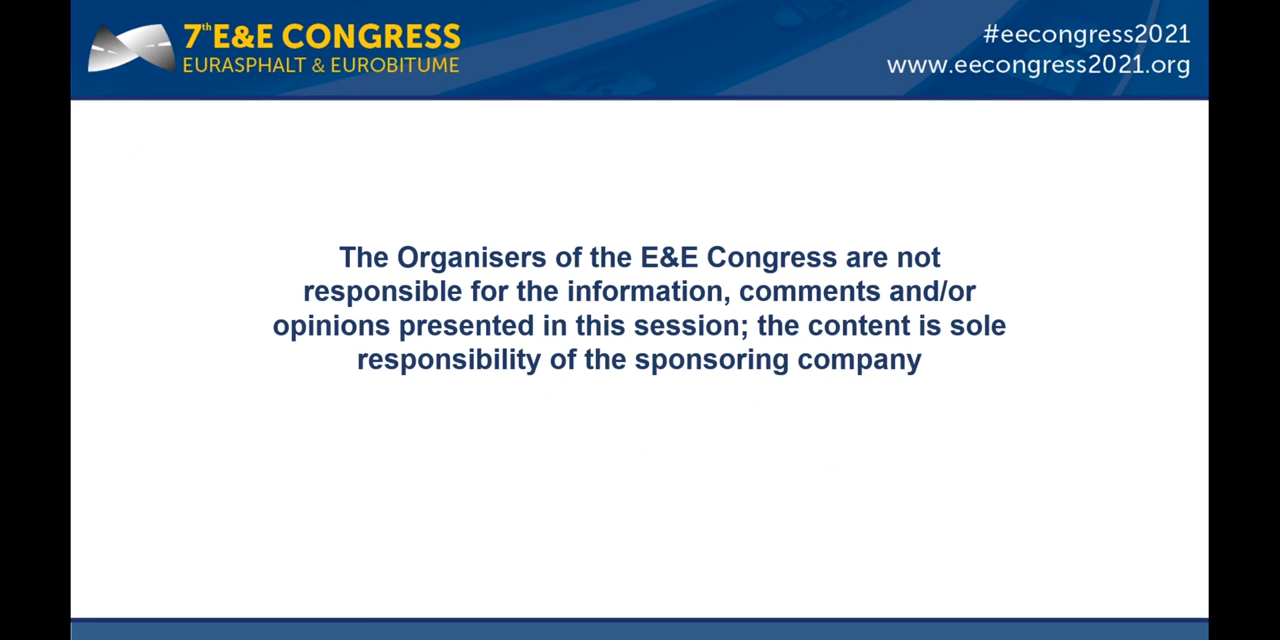 7th E&E CONGRESS
EURASPHALT & EUROBITUME
#eecongress2021
www.eecongress2021.org
The Organisers of the E&E Congress are not
responsible for the information, comments and/or
opinions presented in this session; the content is sole
responsibility of the sponsoring company